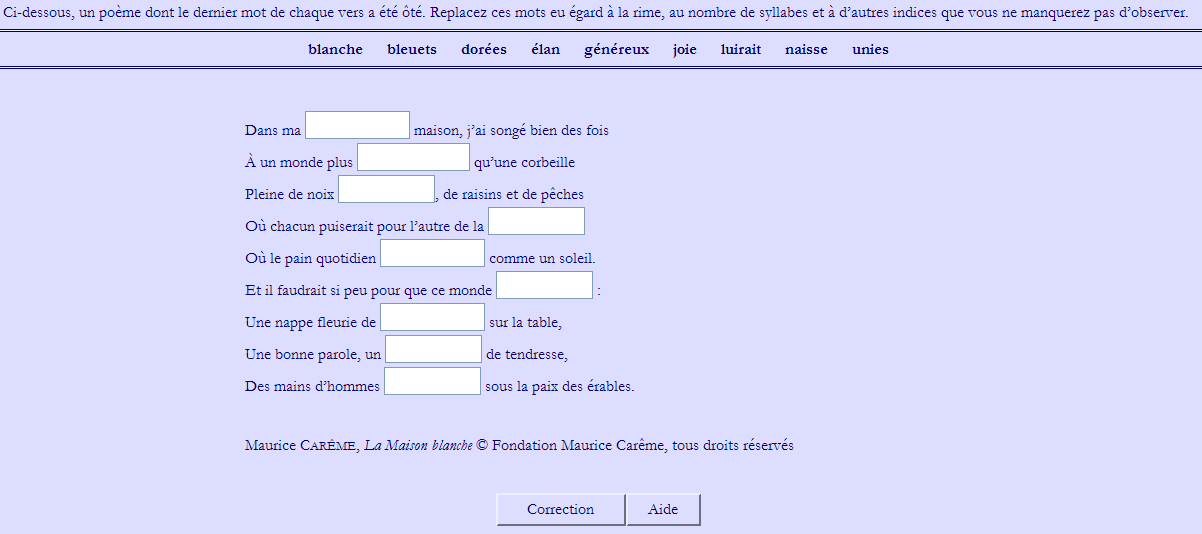 Ci-dessous, un poème dont le dernier mot de chaque vers a été ôté. Replacez ces mots eu égard à la rime, au nombre de syllabes et à d'autres indices que vous ne manquerez pas d'observer.
blanche bleuets dorées élan généreux joie luirait naisse unies
Dans ma maison, j'ai songé bien des fois
À un monde plus qu'une corbeille
Pleine de noix , de raisins et de pêches
Où chacun puiserait pour l'autre de la
Où le pain quotidien comme un soleil.
Et il faudrait si peu pour que ce monde :
Une nappe fleurie de sur la table,
Une bonne parole, un de tendresse,
Des mains d'hommes sous la paix des érables.
Maurice CARÊME, La Maison blanche © Fondation Maurice Carême, tous droits réservés
Correction Aide